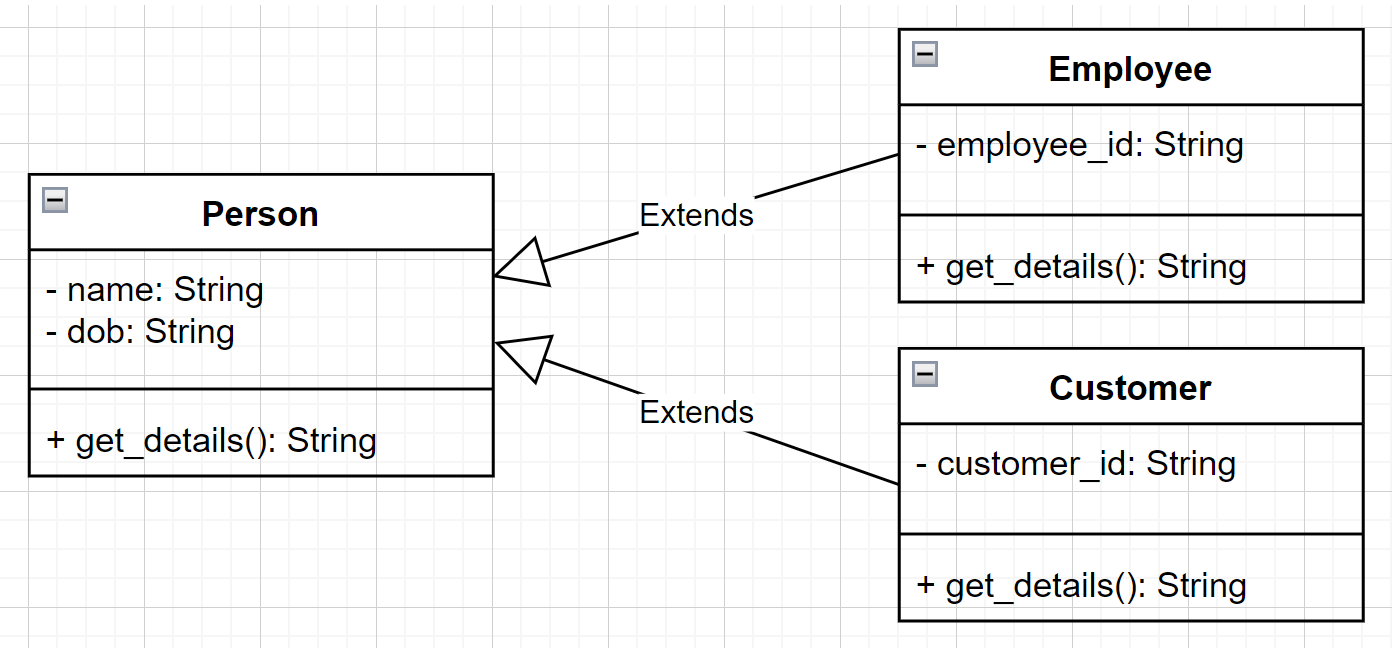 Person
- name: String
- dob: String
+ get_details(): String
Extends
Extends
Employee
- employee_id: String
+ get_details(): String
Customer
- customer_id: String
+ get_details(): String